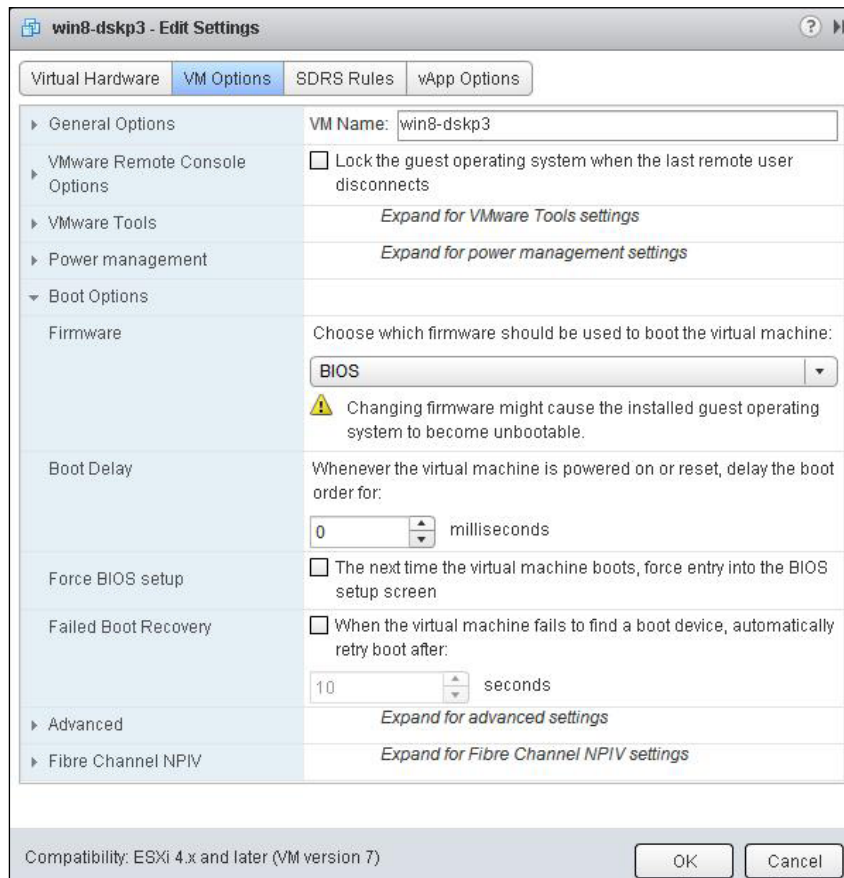 win8-dskp3 - Edit Settings
?
Virtual Hardware VM Options SDRS Rules vApp Options
General Options VM Name: win8-dskp3
VMware Remote Console
Options
Lock the guest operating system when the last remote user
disconnects
VMware Tools Expand for VMware Tools settings
Power management Expand for power management settings
Boot Options
Firmware Choose which firmware should be used to boot the virtual machine:
BIOS
Changing firmware might cause the installed guest operating
system to become unbootable.
Boot Delay Whenever the virtual machine is powered on or reset, delay the boot
order for:
0 milliseconds
Force BIOS setup The next time the virtual machine boots, force entry into the BIOS
setup screen
Failed Boot Recovery When the virtual machine fails to find a boot device, automatically
retry boot after:
10 seconds
Advanced Expand for advanced settings
Fibre Channel NPIV Expand for Fibre Channel NPIV settings
Compatibility: ESXi 4.x and later (VM version 7) OK Cancel